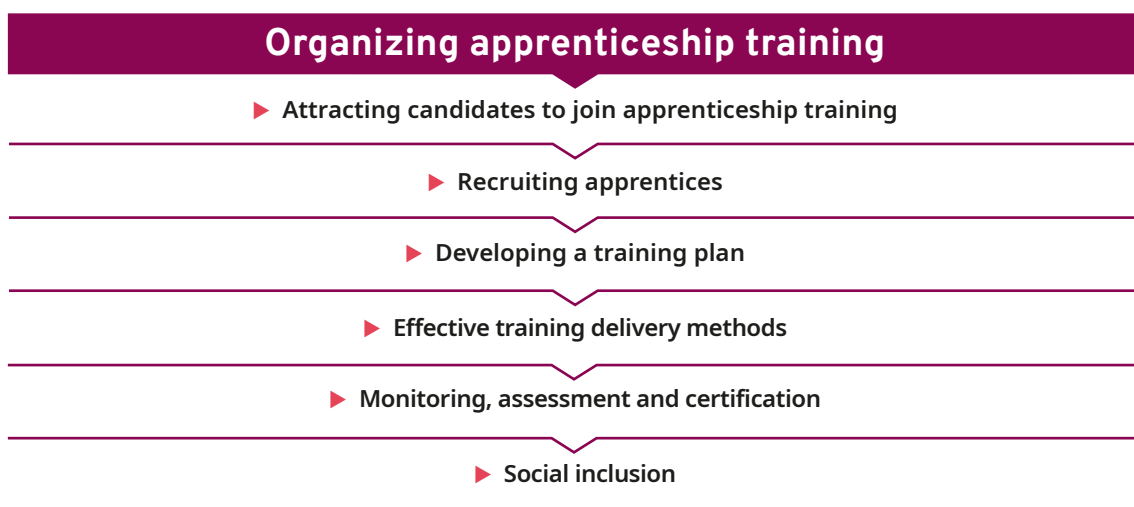 Organizing apprenticeship training
Attracting candidates to join apprenticeship training
Recruiting apprentices
Developing a training plan
Effective training delivery methods
Monitoring, assessment and certification
Social inclusion